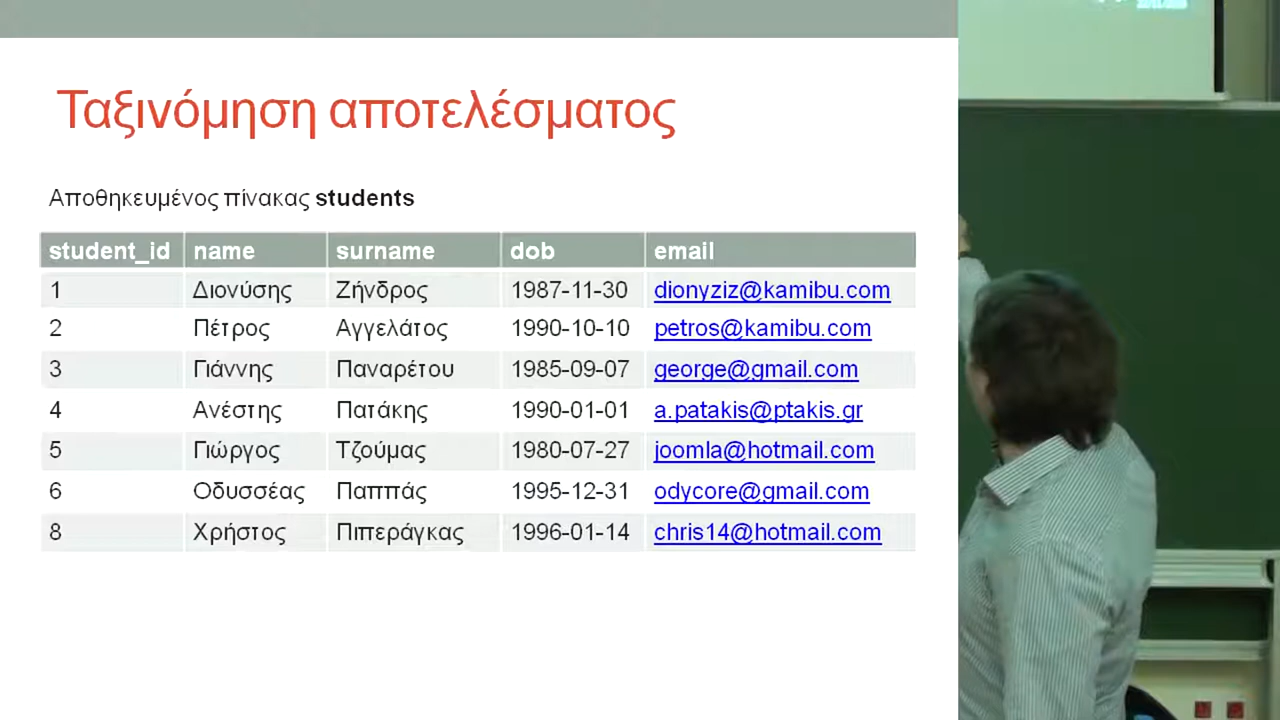 Ταξινόμηση αποτελέσματος
Αποθηκευμένος πίνακας students
student_id name surname dob email
1 Διονύσης Ζήνδρος 1987-11-30 dionyziz@kamibu.com
2 Πέτρος Αγγελάτος 1990-10-10 petros@kamibu.com
3 Γιάννης Παναρέτου 1985-09-07 george@gmail.com
4 Ανέστης Πατάκης 1990-01-01 a.patakis@ptakis.gr
5 Γιώργος Τζούμας 1980-07-27 joomla@hotmail.com
6 Οδυσσέας Παππάς 1995-12-31 odycore@gmail.com
8 Χρήστος Πιπεράγκας 1996-01-14 chris14@hotmail.com